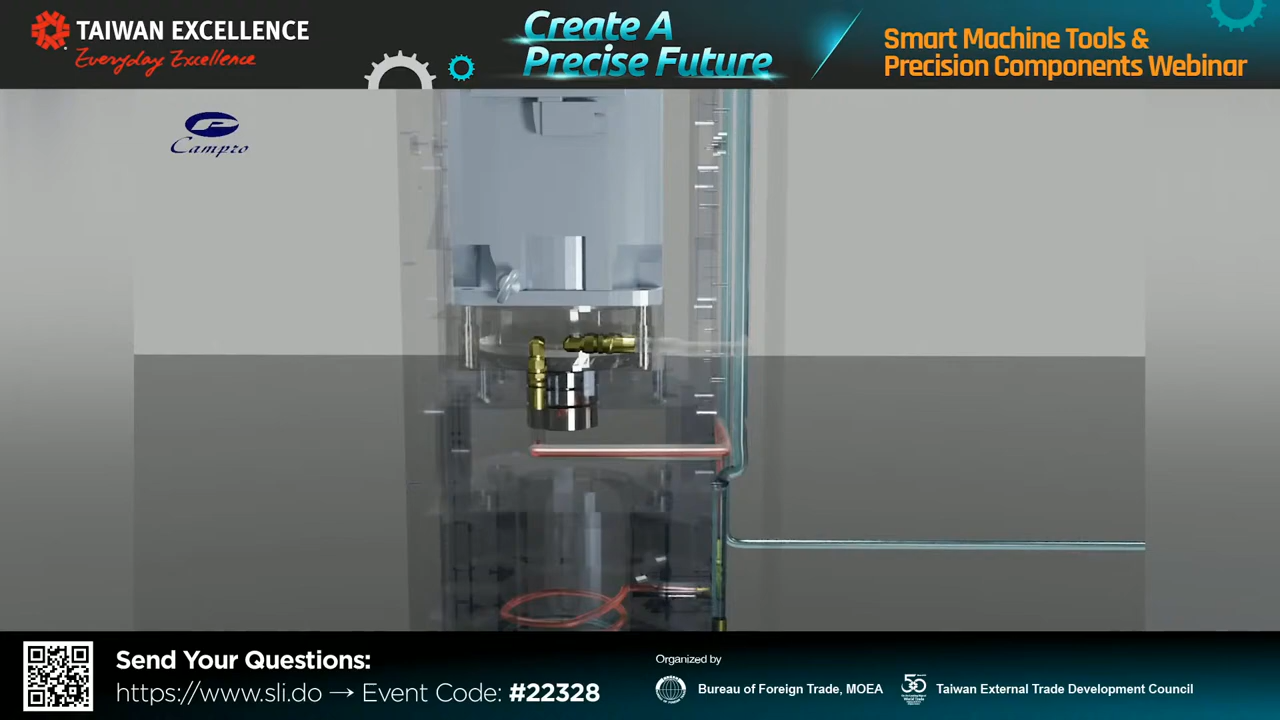 TAIWAN EXCELLENCE
Everyday Excellence
Create A
Precise Future
Smart Machine Tools &
Precision Components Webinar
Campro
Send Your Questions:
https://www.sli.do → Event Code: #22328
Organized by
Bureau of Foreign Trade, MOEA
50
Taiwan External Trade Development Council